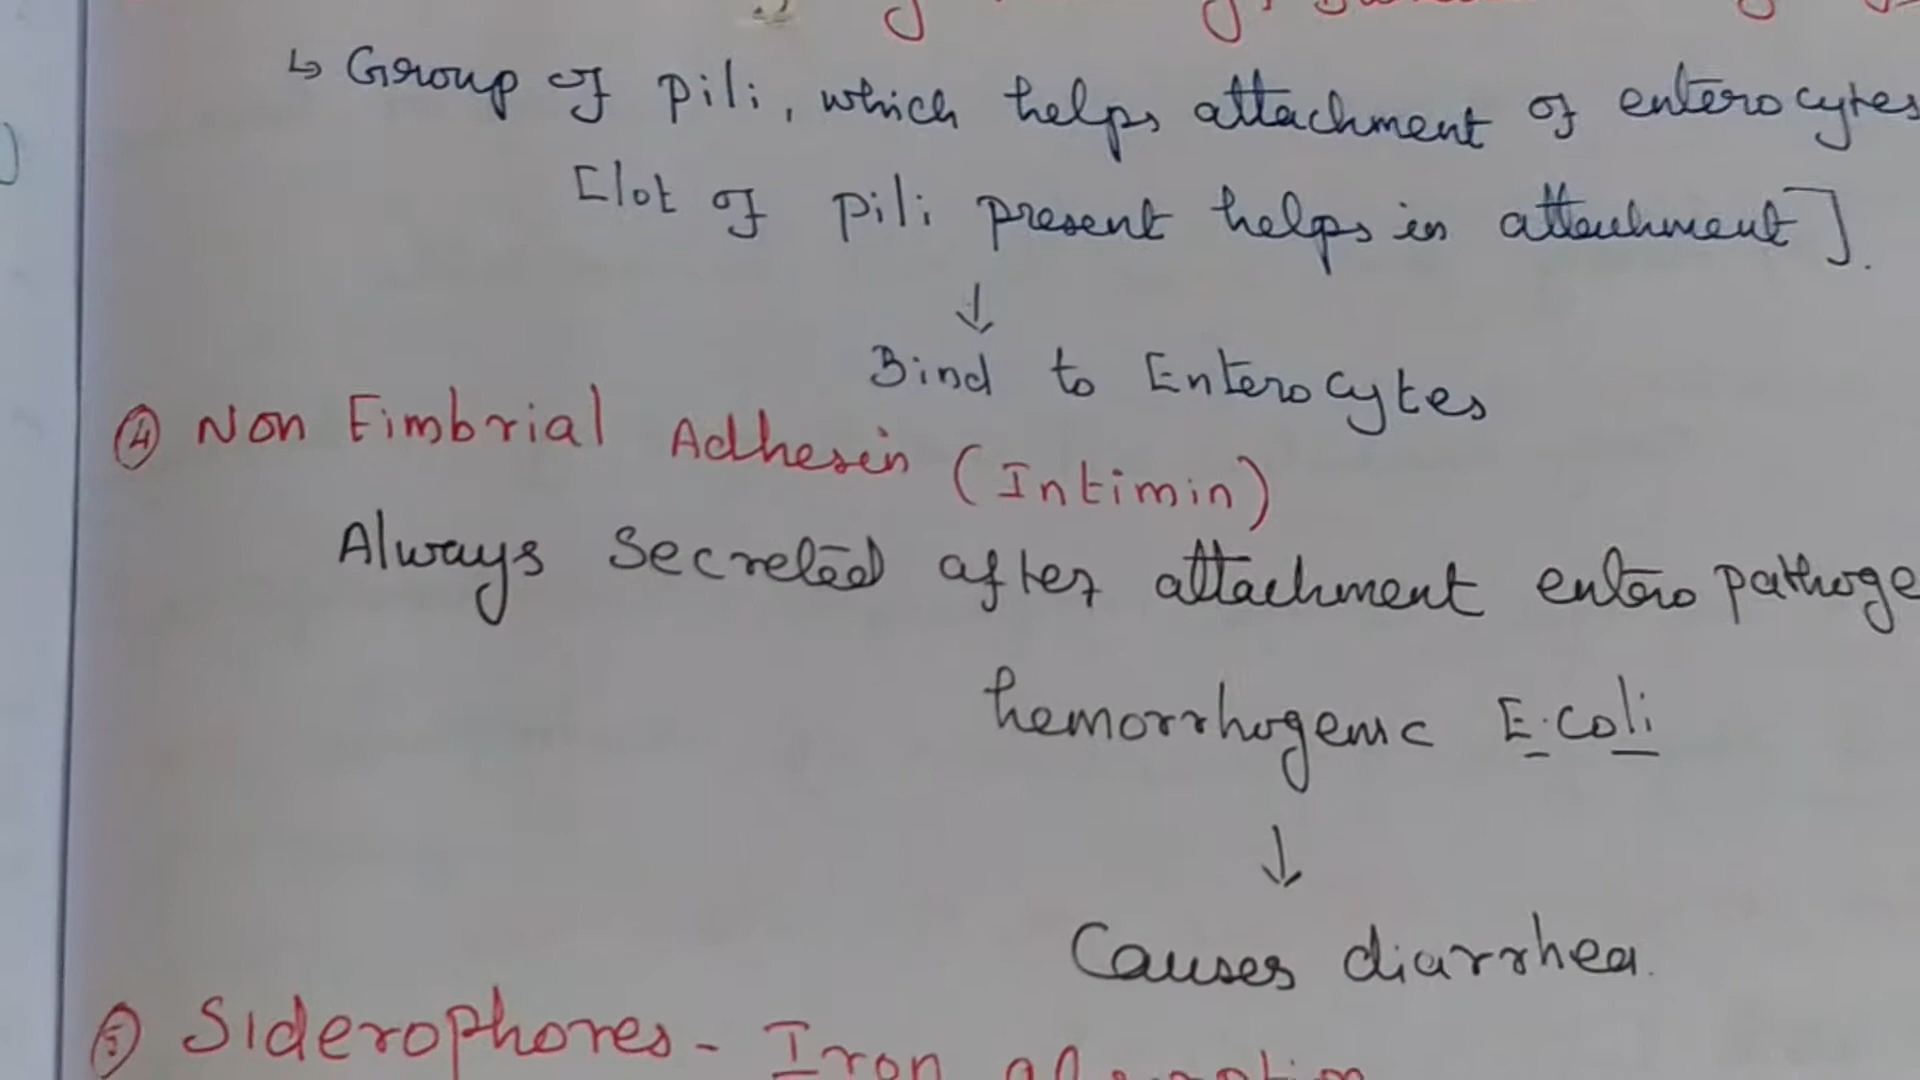 ↳ Group of pili, which helps attachment of enterocytes
[lot of pili present helps in attachment].
↓
Bind to Enterocytes
④ Non Fimbrial Adhesin (Intimin)
Always Secreted after attachment entero pathoge
hemorrhogenic E.coli
↓
Causes diarrhea.
⑤ Siderophores - Iron